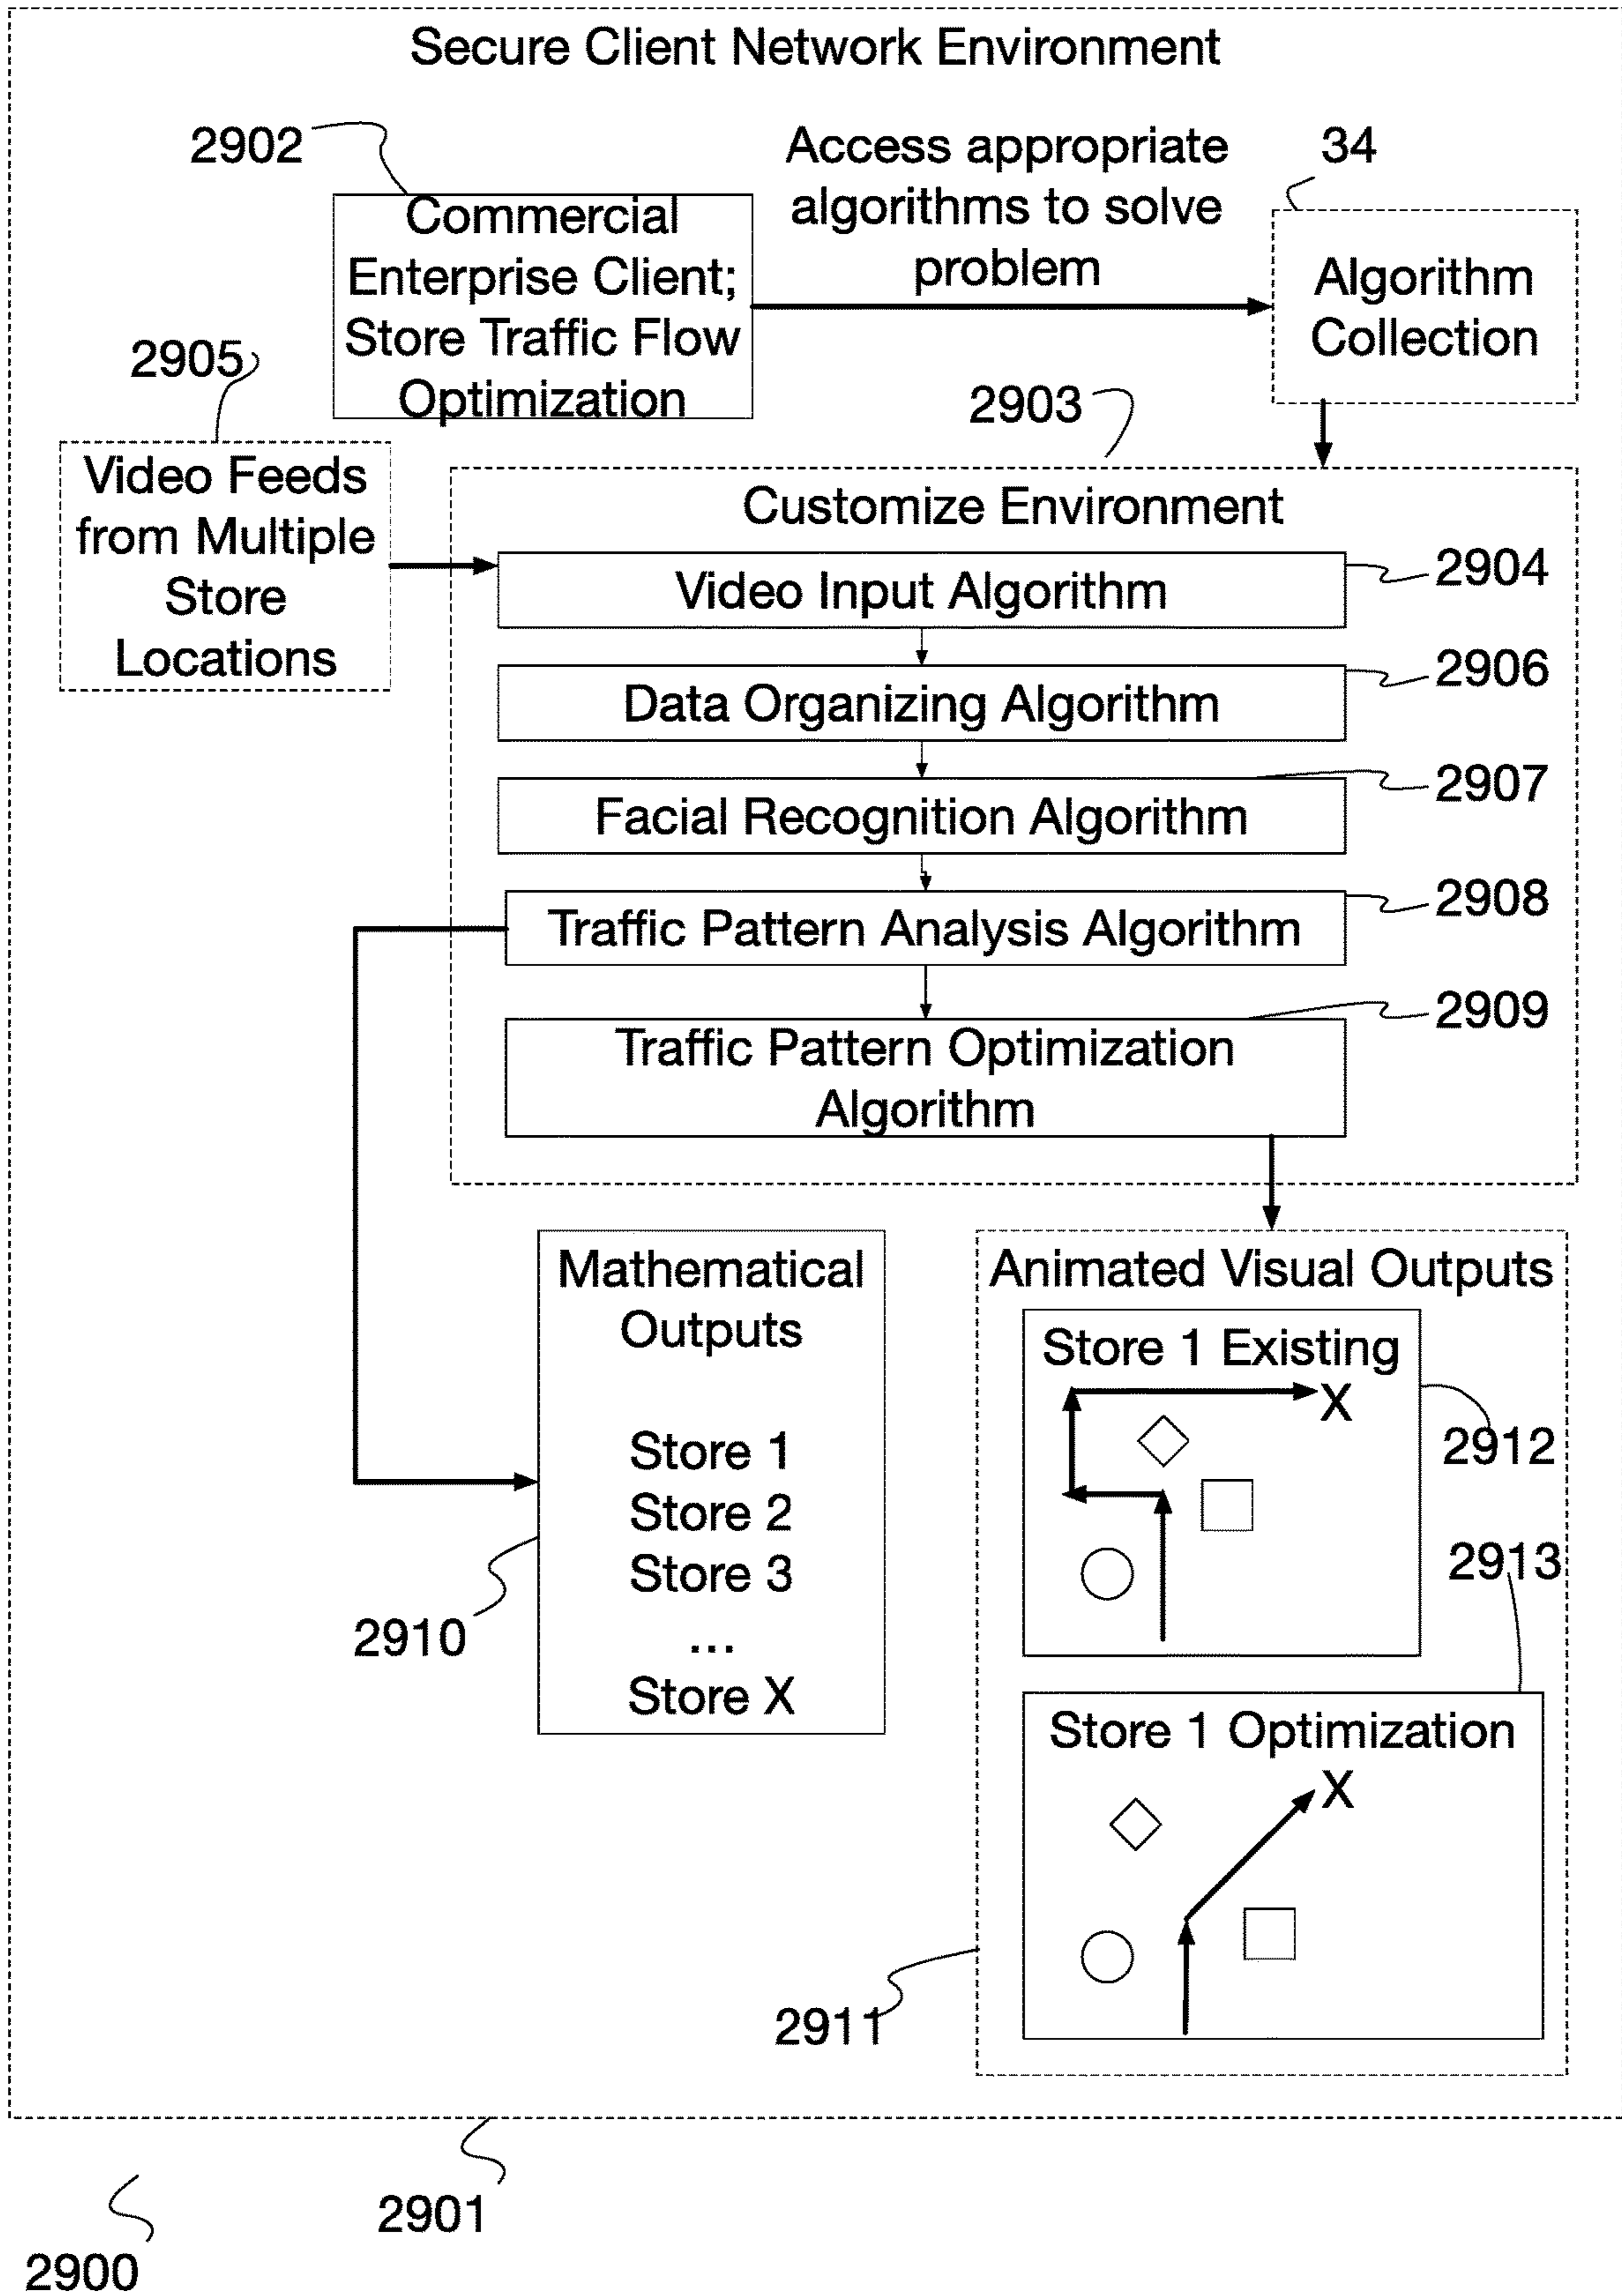 Secure Client Network Environment
2902
Access appropriate
algorithms to solve
problem
34
Commercial
Enterprise Client;
Store Traffic Flow
Optimization
Algorithm
Collection
2905
2903
Video Feeds
from Multiple
Store
Locations
Customize Environment
Video Input Algorithm
2904
Data Organizing Algorithm
2906
Facial Recognition Algorithm
2907
Traffic Pattern Analysis Algorithm
2908
Traffic Pattern Optimization
Algorithm
2909
Mathematical
Outputs
Store 1
Store 2
Store 3
...
Store X
2910
Animated Visual Outputs
Store 1 Existing
X
2912
2913
Store 1 Optimization
X
2911
2901
2900